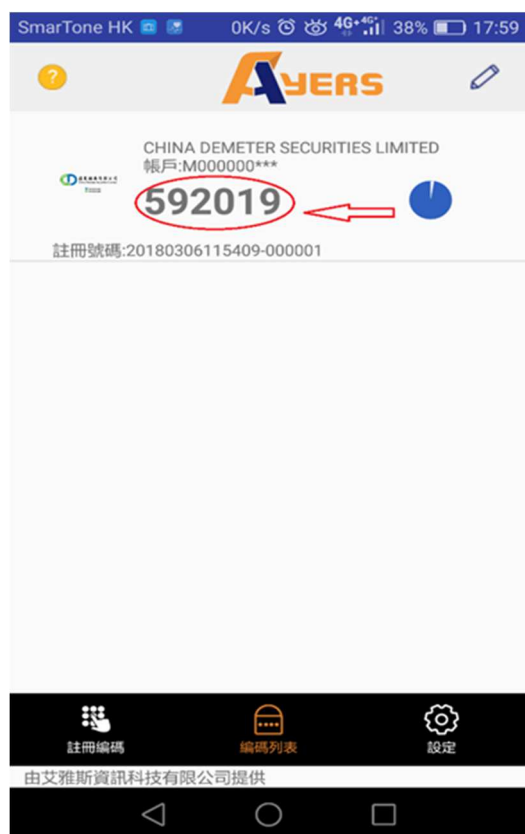 SmarTone HK 0K/s 4G+ 4G+ 38% 17:59
?
AYERS
CHINA DEMETER SECURITIES LIMITED
帳戶:M000000***
592019
註冊號碼:20180306115409-000001
註冊編碼 編碼列表 設定
由艾雅斯資訊科技有限公司提供